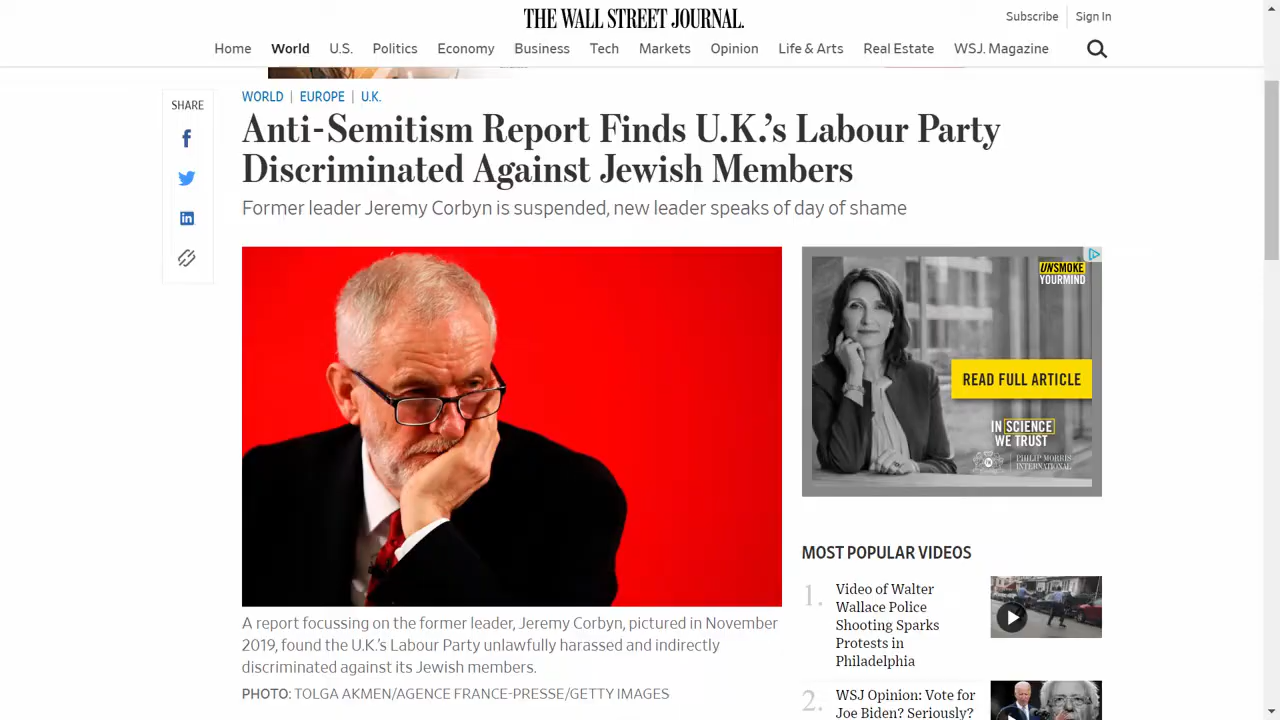 THE WALL STREET JOURNAL.
Subscribe Sign In
Home World U.S. Politics Economy Business Tech Markets Opinion Life & Arts Real Estate WSJ. Magazine
SHARE
WORLD | EUROPE | U.K.
Anti-Semitism Report Finds U.K.’s Labour Party
Discriminated Against Jewish Members
Former leader Jeremy Corbyn is suspended, new leader speaks of day of shame
UNSMOKE
YOURMIND
READ FULL ARTICLE
IN SCIENCE
WE TRUST
PHILIP MORRIS
INTERNATIONAL
A report focussing on the former leader, Jeremy Corbyn, pictured in November
2019, found the U.K.’s Labour Party unlawfully harassed and indirectly
discriminated against its Jewish members.
PHOTO: TOLGA AKMEN/AGENCE FRANCE-PRESSE/GETTY IMAGES
MOST POPULAR VIDEOS
1. Video of Walter
Wallace Police
Shooting Sparks
Protests in
Philadelphia
2. WSJ Opinion: Vote for
Joe Biden? Seriously?